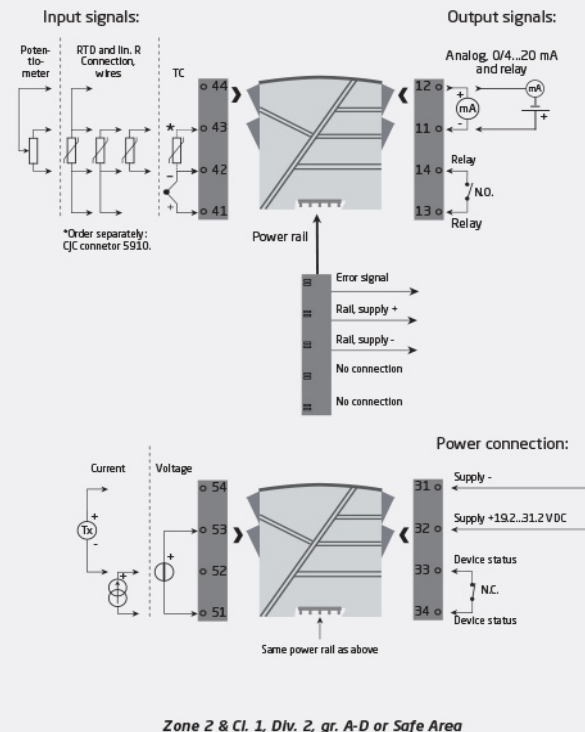 Input signals:
Output signals:
Poten-
tio-
meter
RTD and lin. R
Connection,
wires
TC
44
*
43
42
−
+
41
*Order separately:
CJC connetor 5910.
Analog, 0/4...20 mA
and relay
12
+
mA
mA
-
+
11
14
Relay
N.O.
13
Relay
Power rail
Error signal
Rail, supply +
Rail, supply -
No connection
No connection
Power connection:
Current
Voltage
54
+
Tx
-
53
+
+
52
51
31
Supply -
32
Supply +19.2...31.2 VDC
33
Device status
N.C.
34
Device status
Same power rail as above
Zone 2 & Cl. 1, Div. 2, gr. A-D or Safe Area